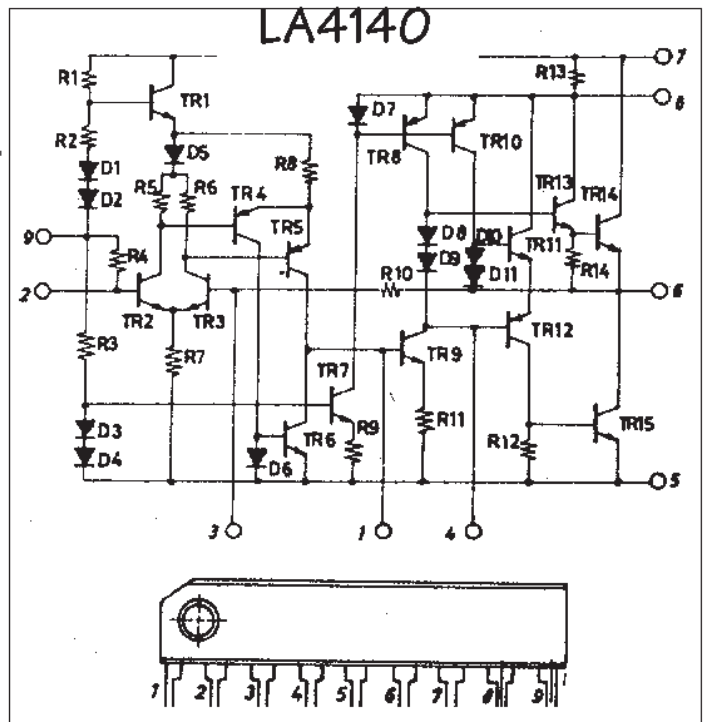 LA4140
R1 TR1 R13 7
D7 8
R2 D5 R8 TR8 TR10
D1 R5 R6 TR4 TR13 TR14
D2 TR5 D8 D10 TR11
9 R4 D9 D11 R14
2 R10 6
TR2 TR3 TR12
R3 R7 TR7 TR9
D3 R9 R11 R12 TR15
D4 D6 TR6 5
3 1 4
1 2 3 4 5 6 7 8 9